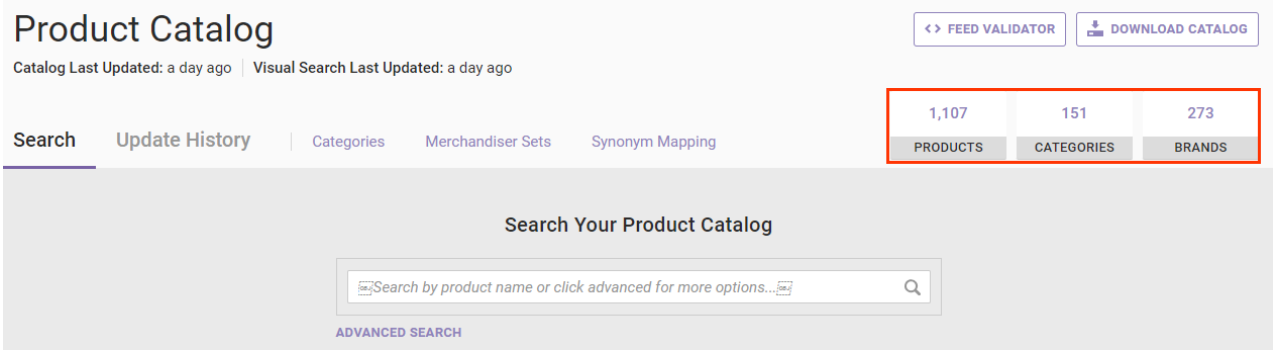 Product Catalog
<> FEED VALIDATOR
DOWNLOAD CATALOG
Catalog Last Updated: a day ago | Visual Search Last Updated: a day ago
1,107 151 273
PRODUCTS CATEGORIES BRANDS
Search Update History | Categories Merchandiser Sets Synonym Mapping
Search Your Product Catalog
Search by product name or click advanced for more options...
ADVANCED SEARCH